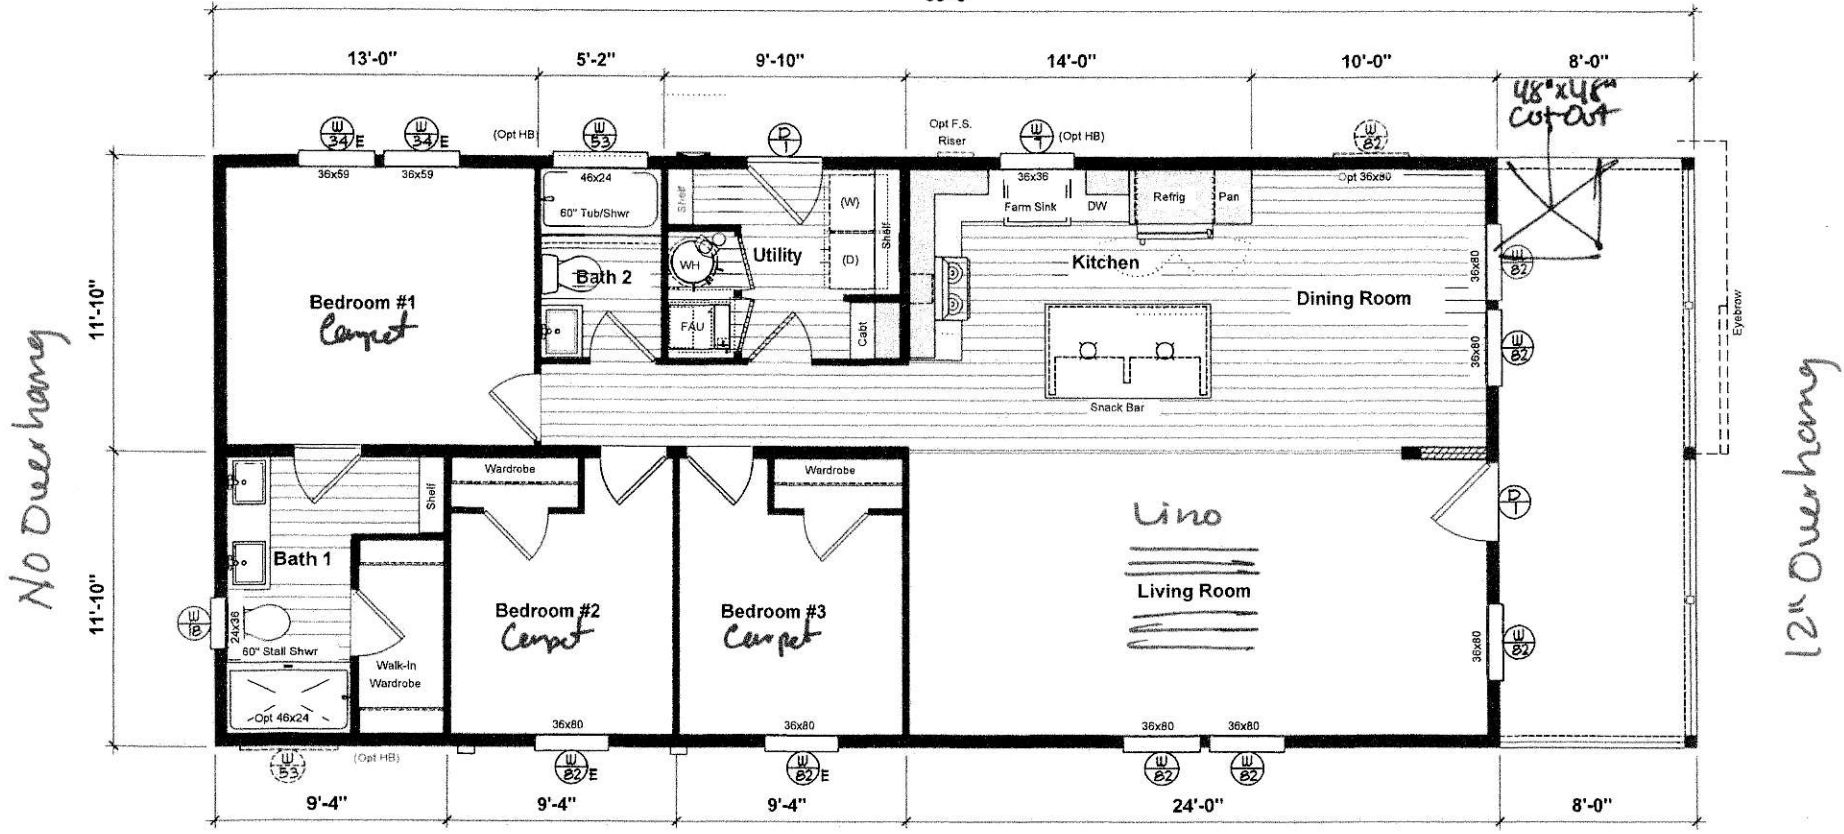 13'-0" 5'-2" 9'-10" 14'-0" 10'-0" 8'-0"
48"x48"
Cut-Out
W 34 E W 34 E (Opt HB) W 53 D 1 Opt F.S. Riser W 9 (Opt HB) W 82
36x59 36x59 46x24 36x36 Opt 36x80
60" Tub/Shwr Shelf (W) Farm Sink DW Refrig Pan
Shelf
WH Utility (D) Kitchen 36x80 W 82
Bath 2
Bedroom #1 Dining Room
Carpet
FAU Cabt 36x80 W 82
Eyebrow
Snack Bar
11'-10"
No Overhang
12" Overhang
Wardrobe Wardrobe
Shelf
D 1
Lino
Bath 1
Living Room
11'-10"
Bedroom #2 Bedroom #3
Carpet Carpet
W 8 24x36
60" Stall Shwr
36x80 W 82
Walk-In
Wardrobe
Opt 46x24 36x80 36x80 36x80 36x80
W 53 (Opt HB) W 82 E W 82 E W 82 W 82
9'-4" 9'-4" 9'-4" 24'-0" 8'-0"